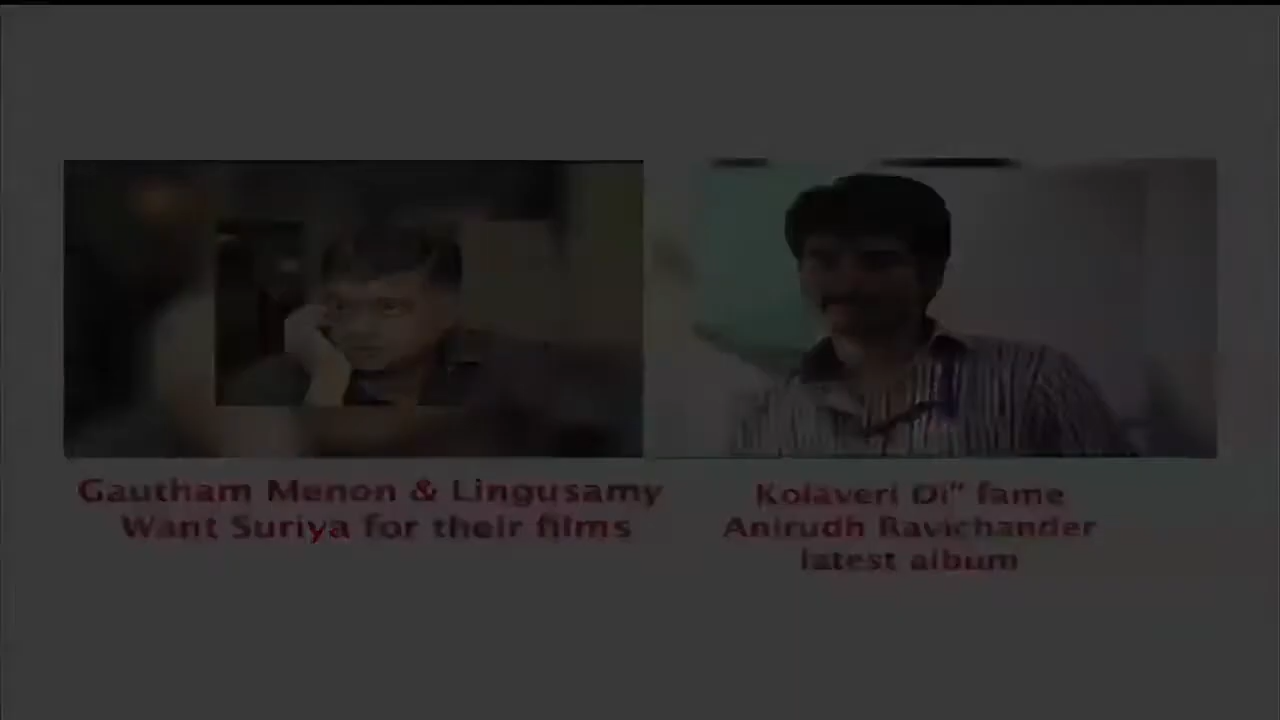 Gautham Menon & Lingusamy
Want Suriya for their films
Kolaveri Di" fame
Anirudh Ravichander
latest album